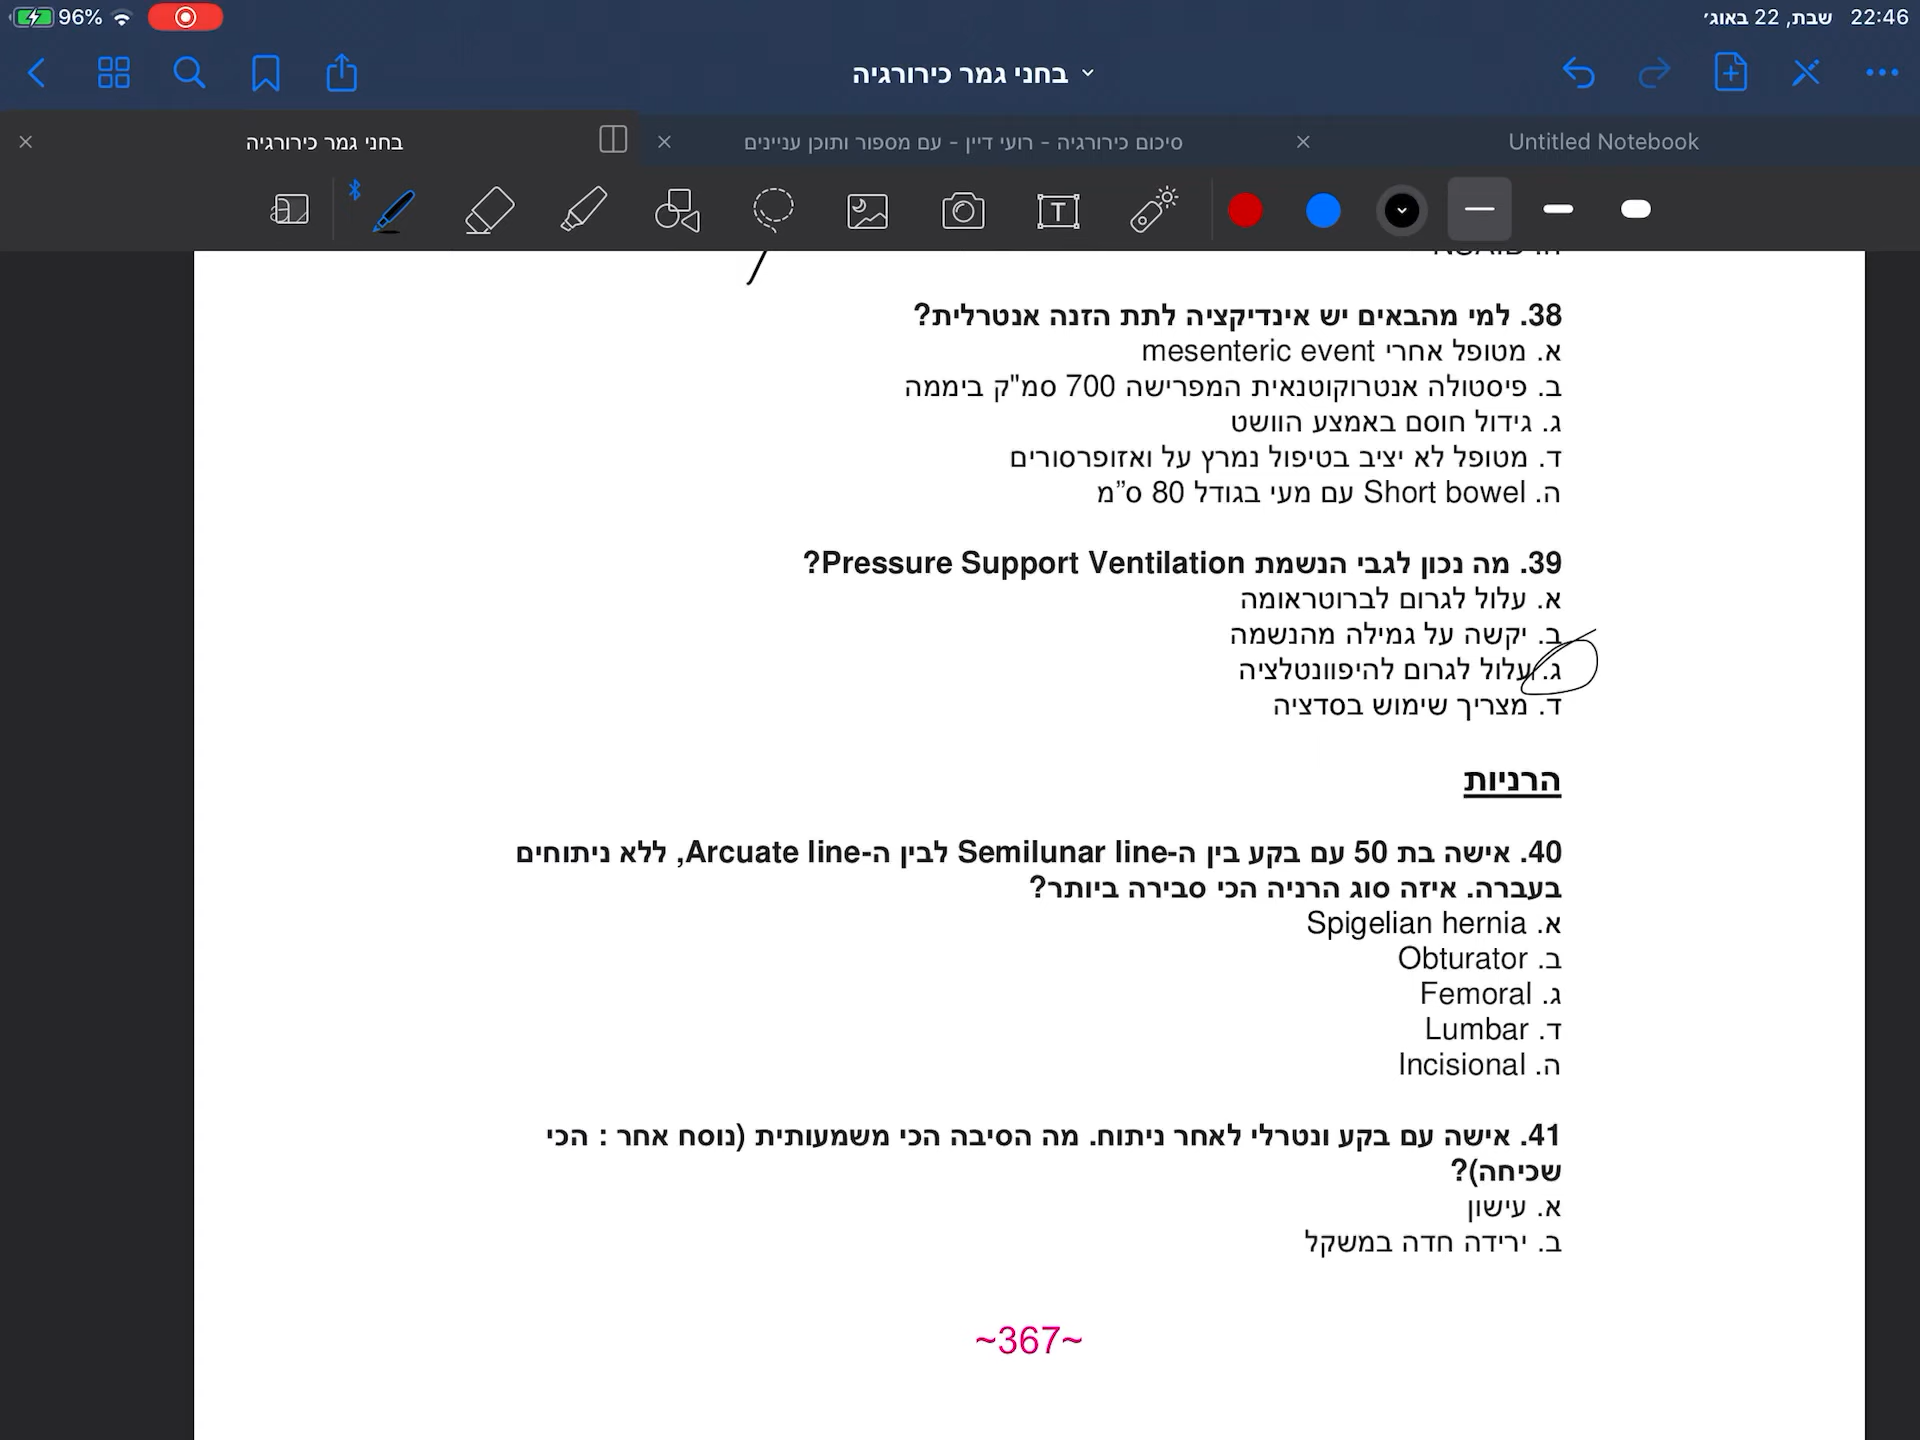 96%
שבת, 22 באוג׳ 22:46
בחני גמר כירורגיה
בחני גמר כירורגיה
סיכום כירורגיה - רועי דיין - עם מספור ותוכן עניינים
Untitled Notebook
38. למי מהבאים יש אינדיקציה לתת הזנה אנטרלית?
א. מטופל אחרי mesenteric event
ב. פיסטולה אנטרוקוטנאית המפרישה 700 סמ"ק ביממה
ג. גידול חוסם באמצע הוושט
ד. מטופל לא יציב בטיפול נמרץ על ואזופרסורים
ה. Short bowel עם מעי בגודל 80 ס”מ
39. מה נכון לגבי הנשמת Pressure Support Ventilation?
א. עלול לגרום לברוטראומה
ב. יקשה על גמילה מהנשמה
ג. עלול לגרום להיפוונטלציה
ד. מצריך שימוש בסדציה
הרניות
40. אישה בת 50 עם בקע בין ה-Semilunar line לבין ה-Arcuate line, ללא ניתוחים
בעברה. איזה סוג הרניה הכי סבירה ביותר?
א. Spigelian hernia
ב. Obturator
ג. Femoral
ד. Lumbar
ה. Incisional
41. אישה עם בקע ונטרלי לאחר ניתוח. מה הסיבה הכי משמעותית (נוסח אחר : הכי
שכיחה)?
א. עישון
ב. ירידה חדה במשקל
~367~